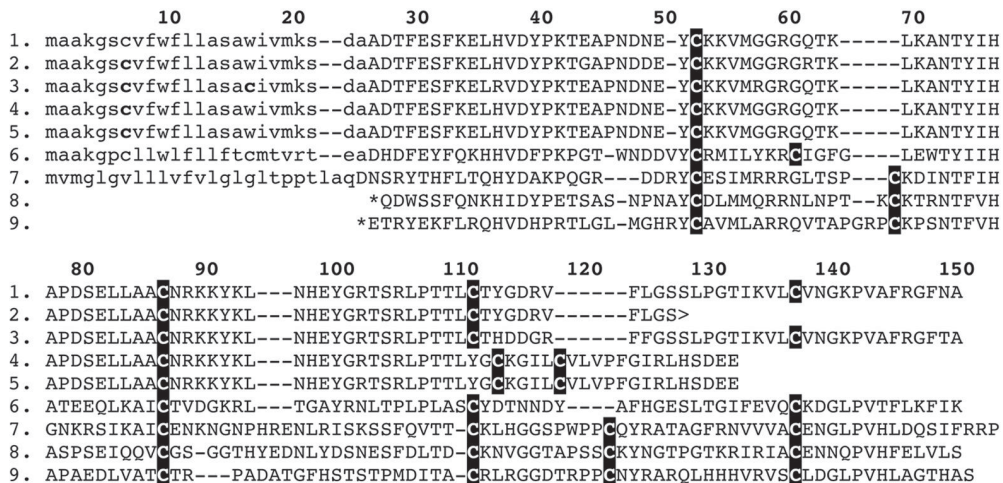 10 20 30 40 50 60 70
1. maakgscvfwfllasawivmks--daADTFESFKELHVDYPKTEAPNDNE-YCKKVMGGRGQTK-----LKANTYIH
2. maakgscvfwfllasawivmks--daADTFESFKELHVDYPKTGAPNDDE-YCKKVMGGRGRTK-----LKANTYIH
3. maakgscvfwfllasacivmks--daADTFESFKELRVDYPKTEAPNDNE-YCKKVMRGRGQTK-----LKANTYIH
4. maakgscvfwfllasawivmks--daADTFESFKELHVDYPKTEAPNDNE-YCKKVMGGRGQTK-----LKANTYIH
5. maakgscvfwfllasawivmks--daADTFESFKELHVDYPKTEAPNDNE-YCKKVMGGRGQTK-----LKANTYIH
6. maakgpcllwlfllftcmtvrt--eaDHDFEYFQKHHVDFPKPGT-WNDDVYCRMILYKRCIGFG-----LEWTYIIH
7. mvmglgvlllvfvlglgltpptlaqDNSRYTHFLTQHYDAKPQGR---DDRYCESIMRRRGLTSP-----CKDINTFIH
8. *QDWSSFQNKHIDYPETSAS-NPNAYCDLMMQRRNLNPT--KCKTRNTFVH
9. *ETRYEKFLRQHVDHPRTLGL-MGHRYCAVMLARRQVTAPGRPCKPSNTFVH
80 90 100 110 120 130 140 150
1. APDSELLAACNRKKYKL---NHEYGRTSRLPTTLCTYGDRV------FLGSSLPGTIKVLCVNGKPVAFRGFNA
2. APDSELLAACNRKKYKL---NHEYGRTSRLPTTLCTYGDRV------FLGS>
3. APDSELLAACNRKKYKL---NHEYGRTSRLPTTLCTHDDGR------FFGSSLPGTIKVLCVNGKPVAFRGFTA
4. APDSELLAACNRKKYKL---NHEYGRTSRLPTTLYGCKGILCVLVPFGIRLHSDEE
5. APDSELLAACNRKKYKL---NHEYGRTSRLPTTLYGCKGILCVLVPFGIRLHSDEE
6. ATEEQLKAICTVDGKRL---TGAYRNLTPLPLASCYDTNNDY----AFHGESLTGIFEVQCKDGLPVTFLKFIK
7. GNKRSIKAICENKNGNPHRENLRISKSSFQVTT-CKLHGGSPWPPCQYRATAGFRNVVVACENGLPVHLDQSIFRRP
8. ASPSEIQQVCGS-GGTHYEDNLYDSNESFDLTD-CKNVGGTAPSSCKYNGTPGTKRIRIACENNQPVHFELVLS
9. APAEDLVATCTR---PADATGFHSTSTPMDITA-CRLRGGDTRPPCNYRARQLHHHVRVSCLDGLPVHLAGTHAS